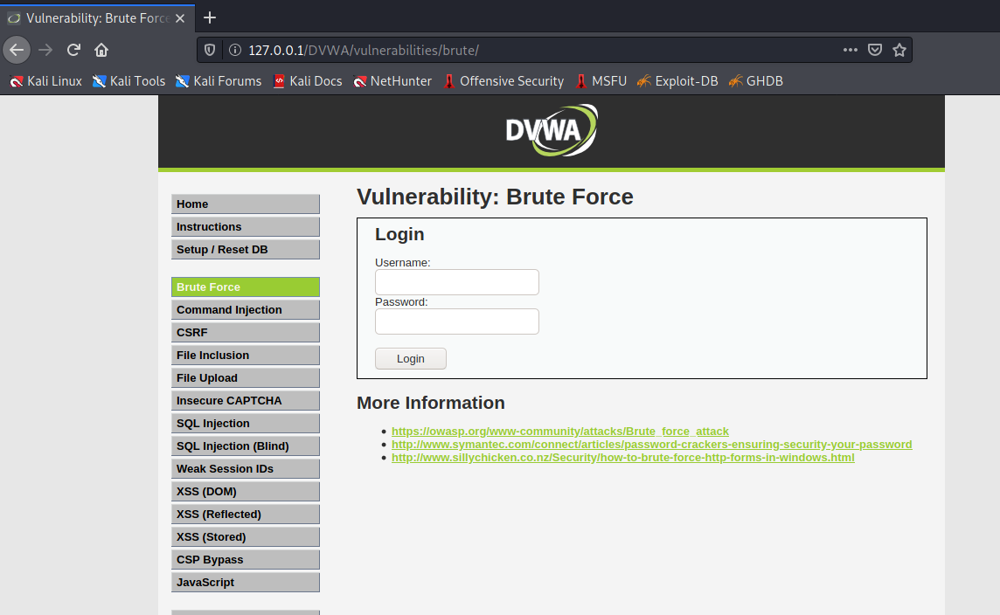 Vulnerability: Brute Forc
127.0.0.1/DVWA/vulnerabilities/brute/
Kali Linux Kali Tools Kali Forums Kali Docs NetHunter Offensive Security MSFU Exploit-DB GHDB
DVWA
Home
Instructions
Setup / Reset DB
Brute Force
Command Injection
CSRF
File Inclusion
File Upload
Insecure CAPTCHA
SQL Injection
SQL Injection (Blind)
Weak Session IDs
XSS (DOM)
XSS (Reflected)
XSS (Stored)
CSP Bypass
JavaScript
Vulnerability: Brute Force
Login
Username:
Password:
Login
More Information
https://owasp.org/www-community/attacks/Brute_force_attack
http://www.symantec.com/connect/articles/password-crackers-ensuring-security-your-password
http://www.sillychicken.co.nz/Security/how-to-brute-force-http-forms-in-windows.html